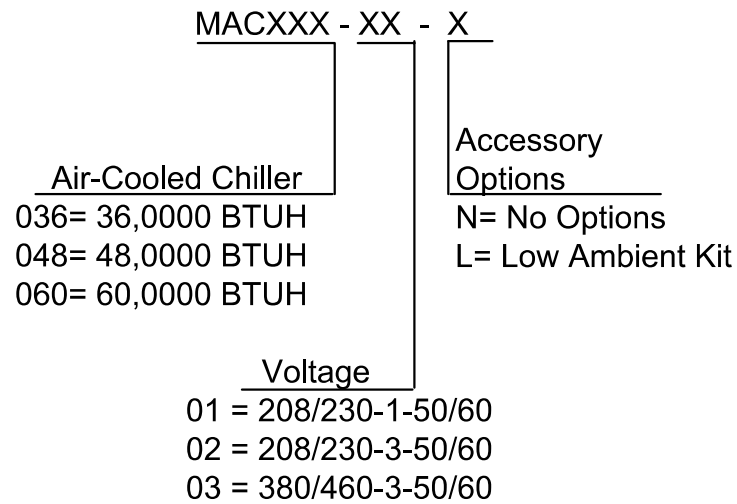 MACXXX - XX - X
Air-Cooled Chiller
036= 36,0000 BTUH
048= 48,0000 BTUH
060= 60,0000 BTUH
Accessory
Options
N= No Options
L= Low Ambient Kit
Voltage
01 = 208/230-1-50/60
02 = 208/230-3-50/60
03 = 380/460-3-50/60